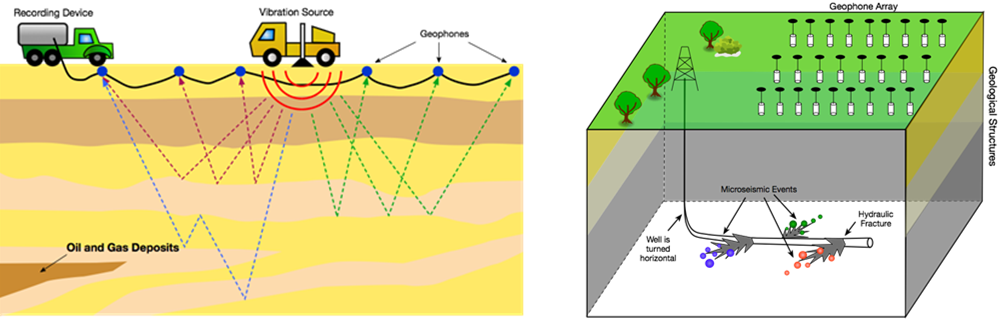 Recording Device
Vibration Source
Geophones
Oil and Gas Deposits
Geophone Array
Geological Structures
Microseismic Events
Hydraulic
Fracture
Well is
turned
horizontal